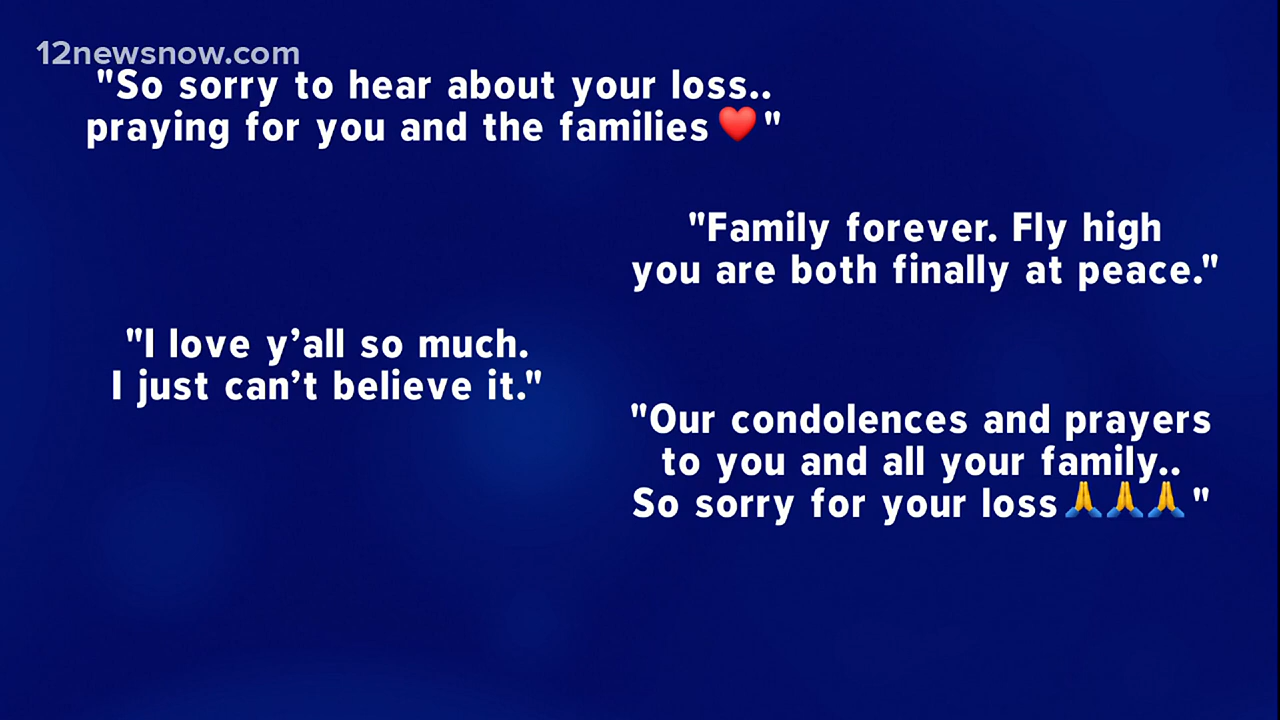 12newsnow.com
"So sorry to hear about your loss..
praying for you and the families❤️"
"Family forever. Fly high
you are both finally at peace."
"I love y’all so much.
I just can’t believe it."
"Our condolences and prayers
to you and all your family..
So sorry for your loss🙏🙏🙏"